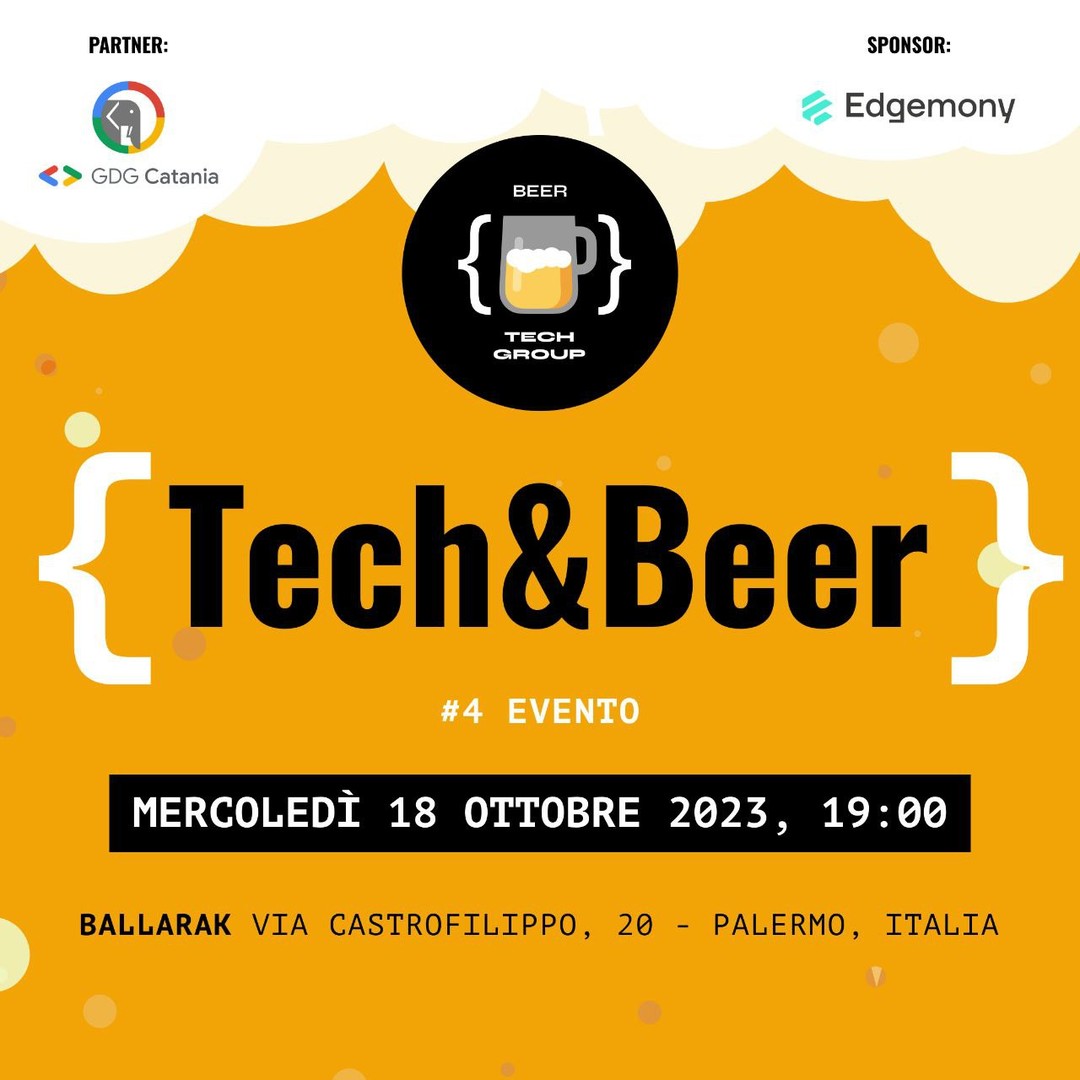 PARTNER:
SPONSOR:
GDG Catania
Edgemony
BEER
{ }
TECH
GROUP
{Tech&Beer}
#4 EVENTO
MERCOLEDÌ 18 OTTOBRE 2023, 19:00
BALLARAK VIA CASTROFILIPPO, 20 - PALERMO, ITALIA